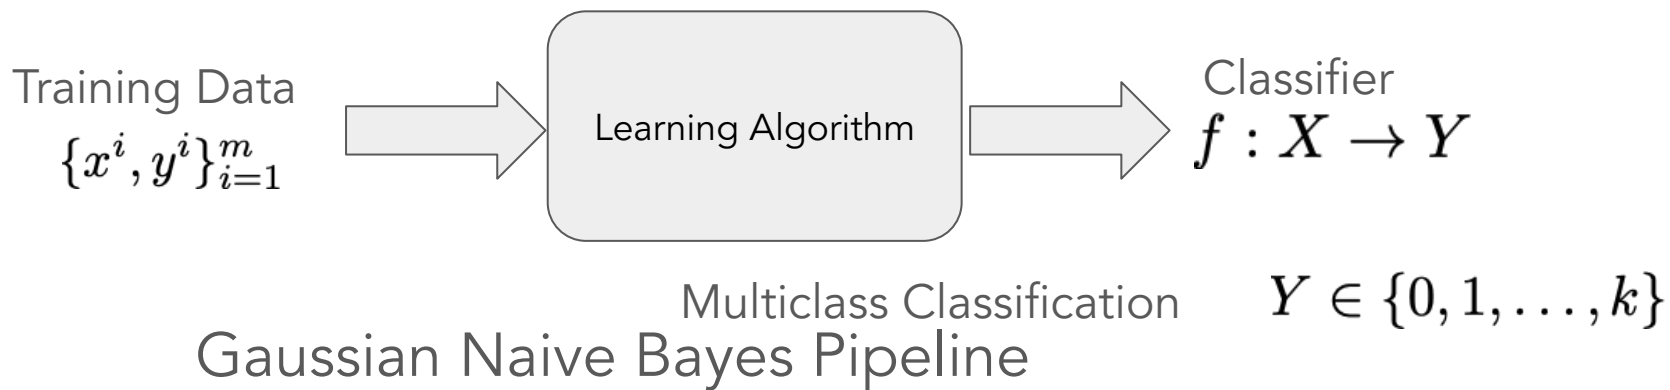 Training Data
{x^i, y^i}_{i=1}^m
Learning Algorithm
Classifier
f : X → Y
Multiclass Classification
Y ∈ {0, 1, . . . , k}
Gaussian Naive Bayes Pipeline